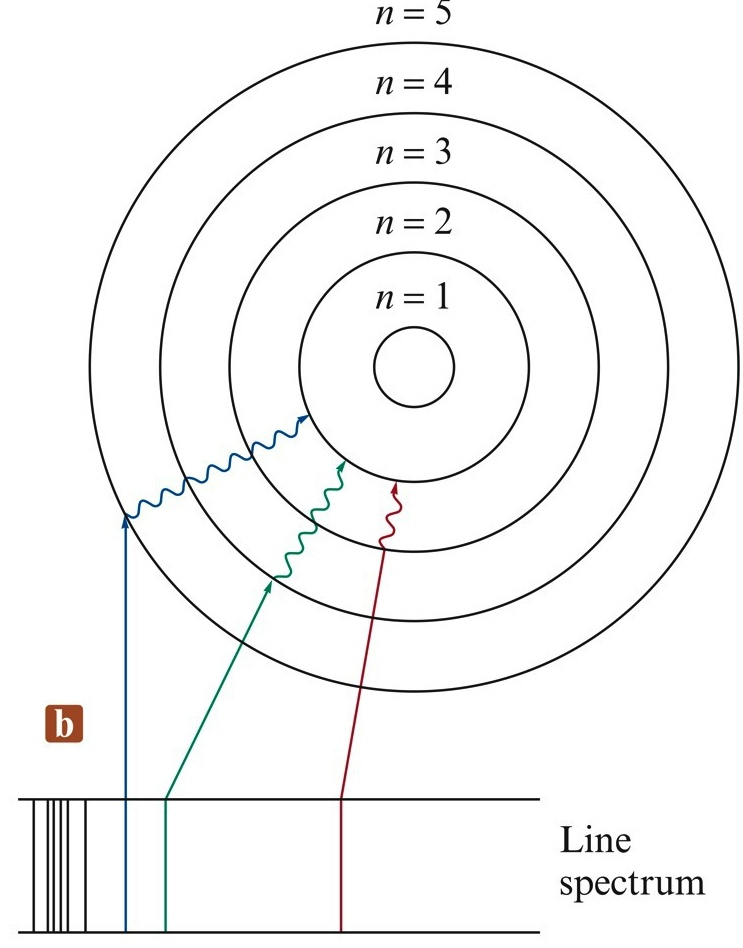 n = 5
n = 4
n = 3
n = 2
n = 1
b
Line
spectrum